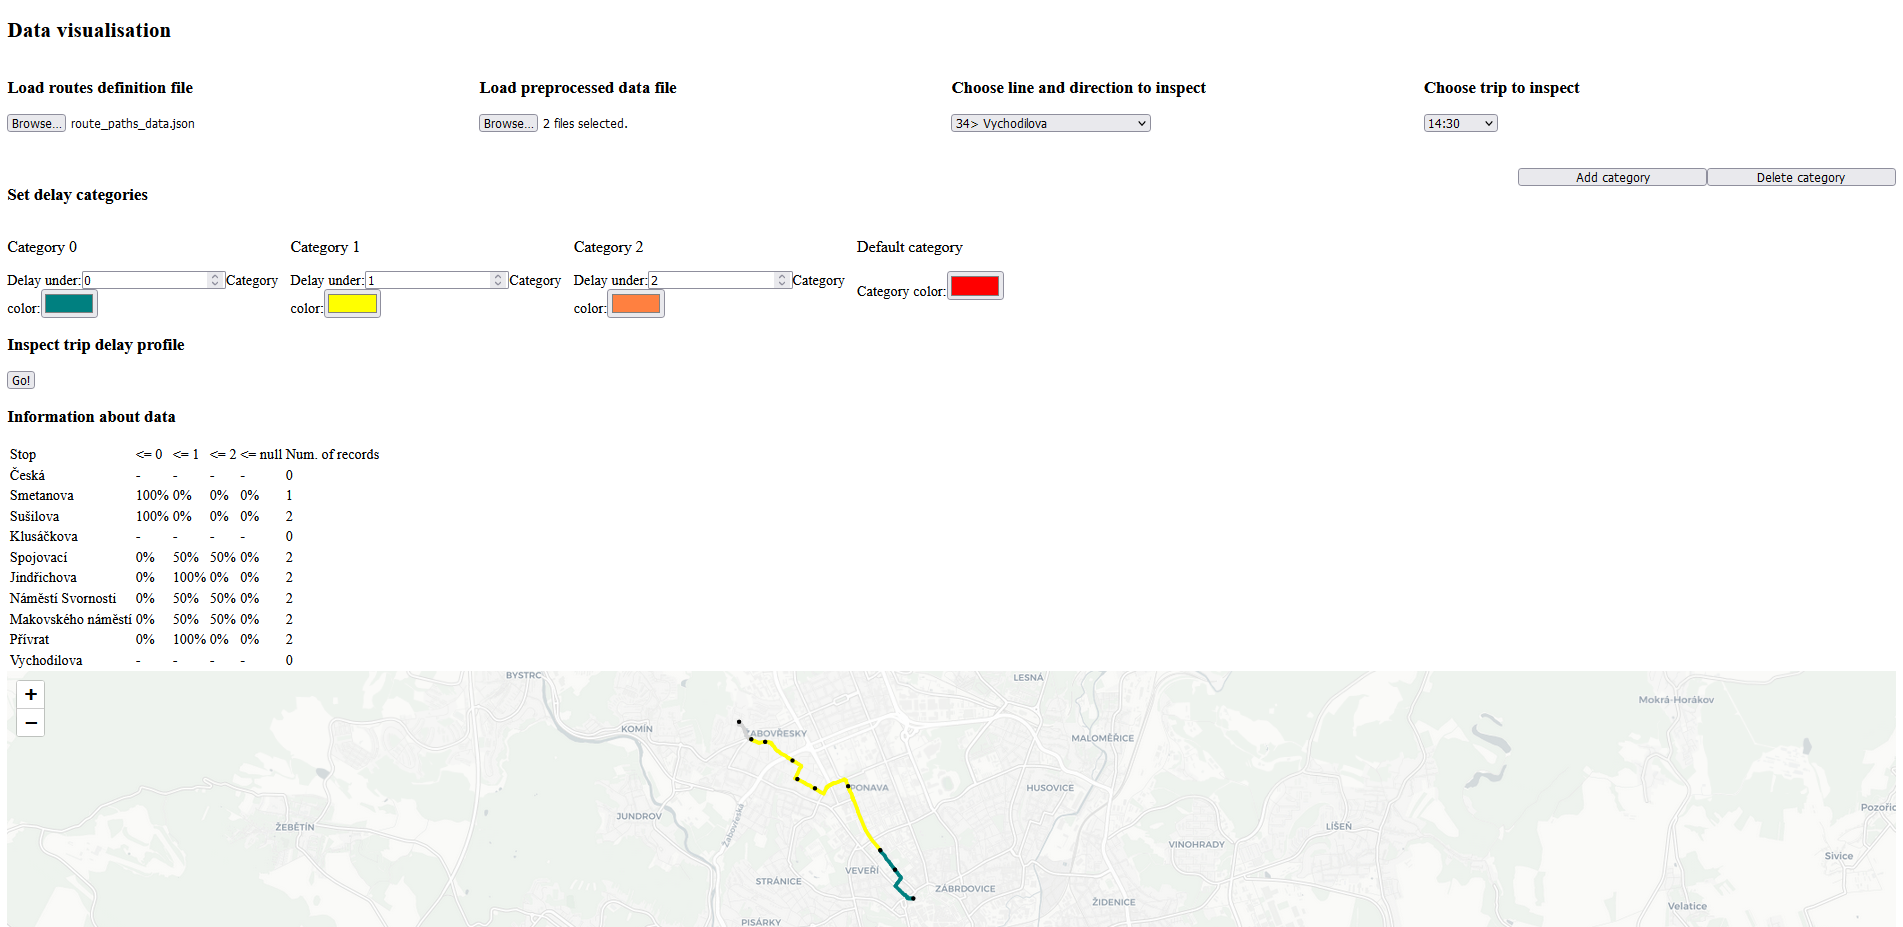 Data visualisation
Load routes definition file
Browse... route_paths_data.json
Load preprocessed data file
Browse... 2 files selected.
Choose line and direction to inspect
34> Vychodilova
Choose trip to inspect
14:30
Add category
Delete category
Set delay categories
Category 0
Delay under: 0 Category
color:
Category 1
Delay under: 1 Category
color:
Category 2
Delay under: 2 Category
color:
Default category
Category color:
Inspect trip delay profile
Go!
Information about data
Stop <= 0 <= 1 <= 2 <= null Num. of records
Česká - - - - 0
Smetanova 100% 0% 0% 0% 1
Sušilova 100% 0% 0% 0% 2
Klusáčkova - - - - 0
Spojovací 0% 50% 50% 0% 2
Jindřichova 0% 100% 0% 0% 2
Náměstí Svornosti 0% 50% 50% 0% 2
Makovského náměstí 0% 50% 50% 0% 2
Přívrat 0% 100% 0% 0% 2
Vychodilova - - - - 0
+
−
BYSTRC
LESNÁ
Mokrá-Horákov
KOMÍN
ŽABOVŘESKY
MALOMĚŘICE
PONAVA
HUSOVICE
Pozořic
JUNDROV
Žabovřeská
ŽEBĚTÍN
LÍŠEŇ
VINOHRADY
Sivice
VEVEŘÍ
STRÁNICE
ZÁBRDOVICE
ŽIDENICE
Velatice
PISÁRKY